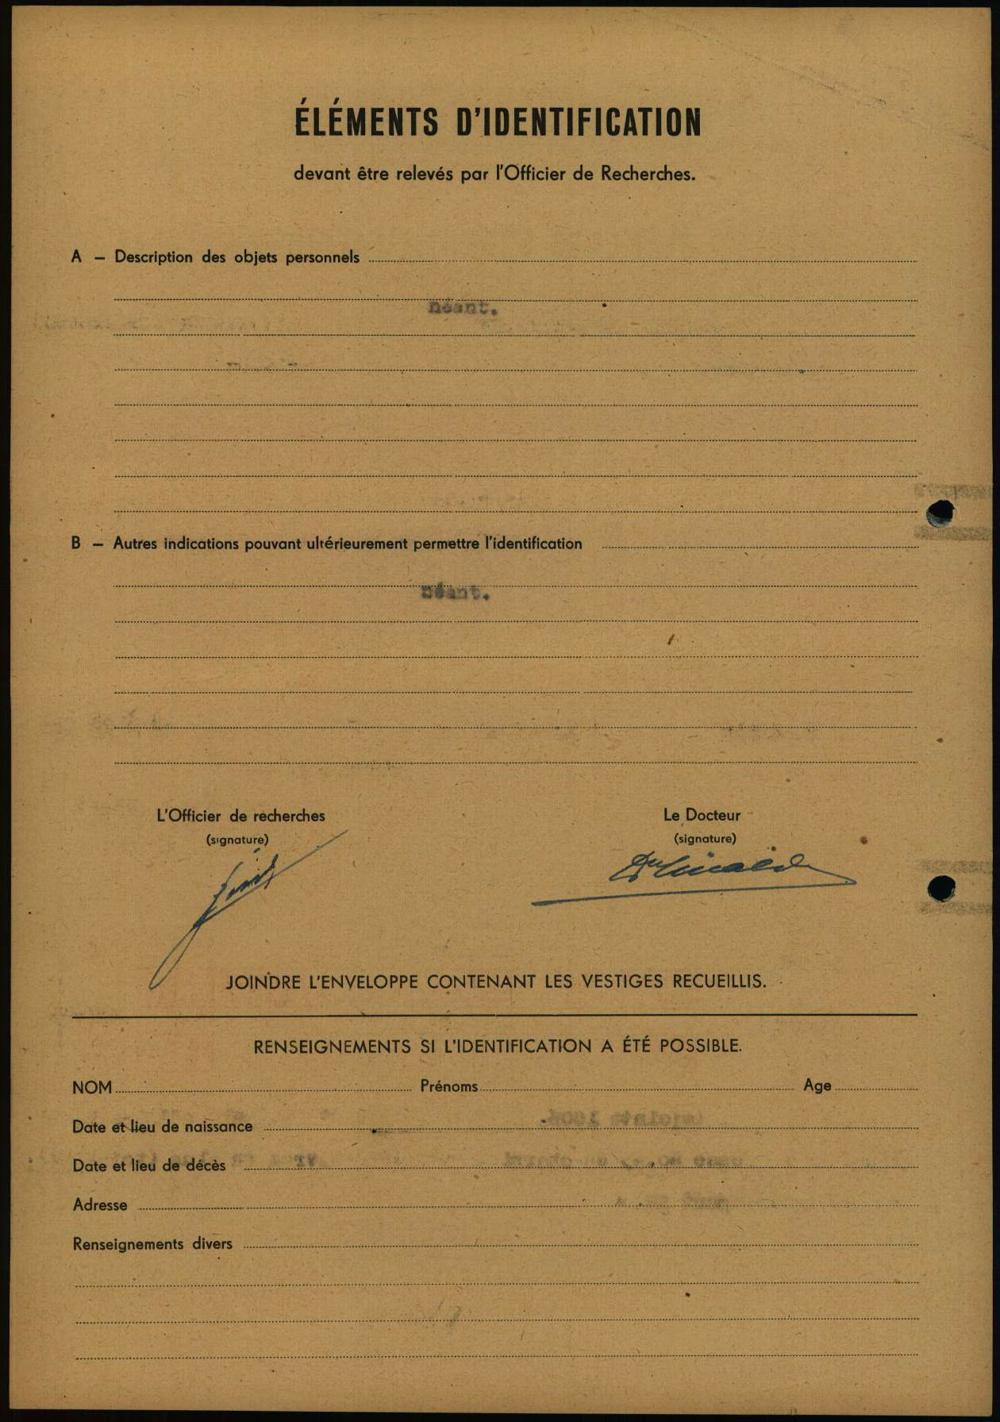 ÉLÉMENTS D'IDENTIFICATION
devant être relevés par l'Officier de Recherches.
A – Description des objets personnels
néant.
B – Autres indications pouvant ultérieurement permettre l'identification
néant.
L'Officier de recherches
Le Docteur
(signature)
(signature)
JOINDRE L'ENVELOPPE CONTENANT LES VESTIGES RECUEILLIS.
RENSEIGNEMENTS SI L'IDENTIFICATION A ÉTÉ POSSIBLE.
NOM Prénoms Age
Date et lieu de naissance
Date et lieu de décès
Adresse
Renseignements divers